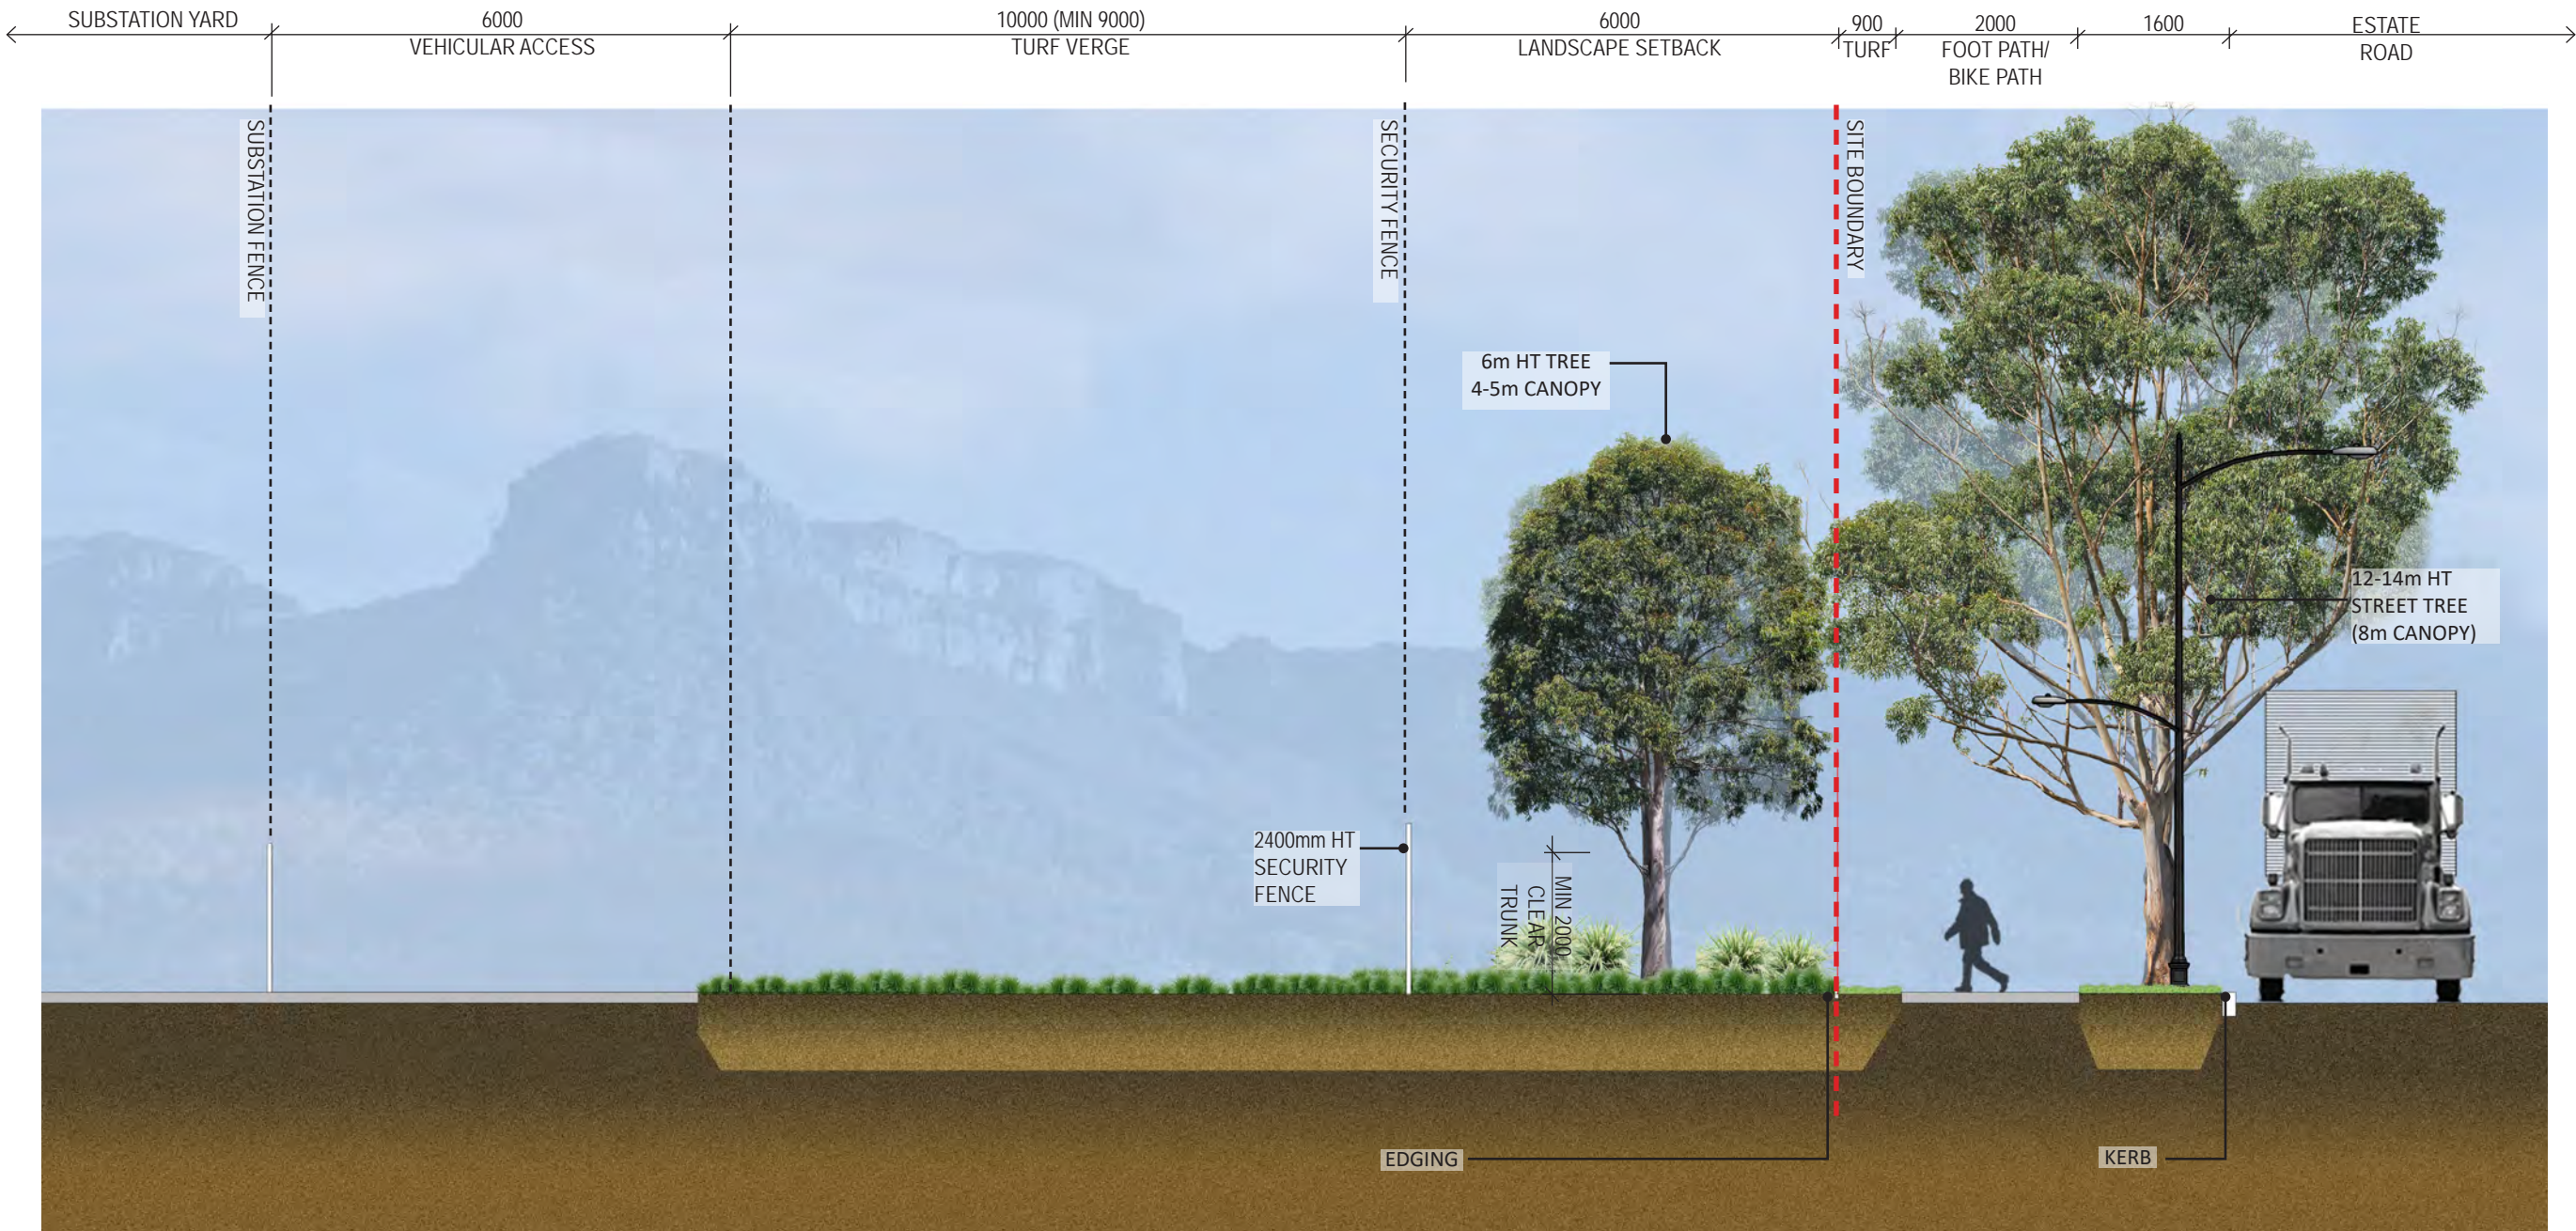 SUBSTATION YARD
6000
VEHICULAR ACCESS
10000 (MIN 9000)
TURF VERGE
6000
LANDSCAPE SETBACK
900
TURF
2000
FOOT PATH/
BIKE PATH
1600
ESTATE
ROAD
SUBSTATION FENCE
SECURITY FENCE
SITE BOUNDARY
6m HT TREE
4-5m CANOPY
12-14m HT
STREET TREE
(8m CANOPY)
2400mm HT
SECURITY
FENCE
MIN 2000
CLEAR
TRUNK
EDGING
KERB